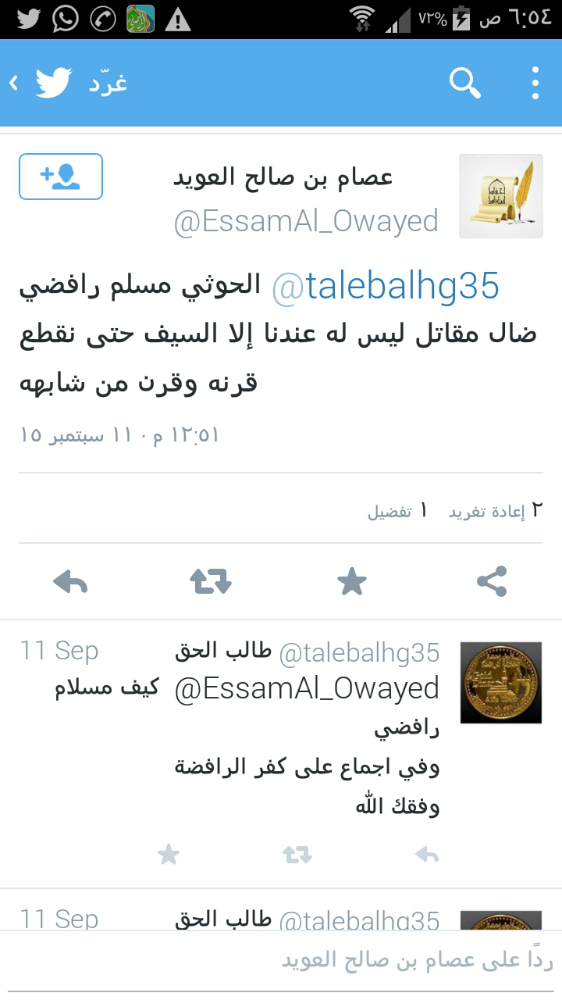 ٦:٥٤ ص ٧٢%
غرّد
عصام بن صالح العويد
@EssamAl_Owayed
@talebalhg35 الحوثي مسلم رافضي
ضال مقاتل ليس له عندنا إلا السيف حتى نقطع
قرنه وقرن من شابهه
١٢:٥١ م · ١١ سبتمبر ١٥
٢ إعادة تغريد ١ تفضيل
@talebalhg35 طالب الحق 11 Sep
@EssamAl_Owayed كيف مسلام
رافضي
وفي اجماع على كفر الرافضة
وفقك الله
@talebalhg35 طالب الحق 11 Sep
ردًا على عصام بن صالح العويد